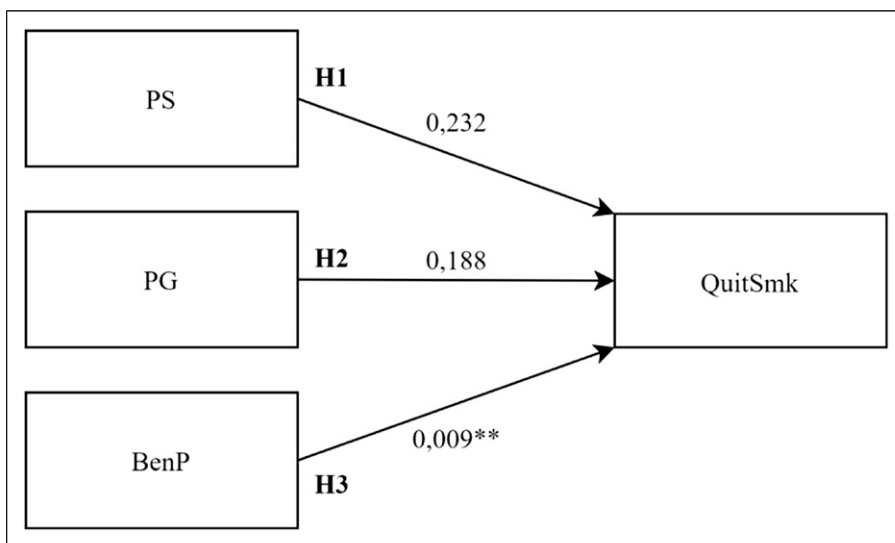 PS
H1
0,232
PG
H2
0,188
QuitSmk
BenP
H3
0,009**